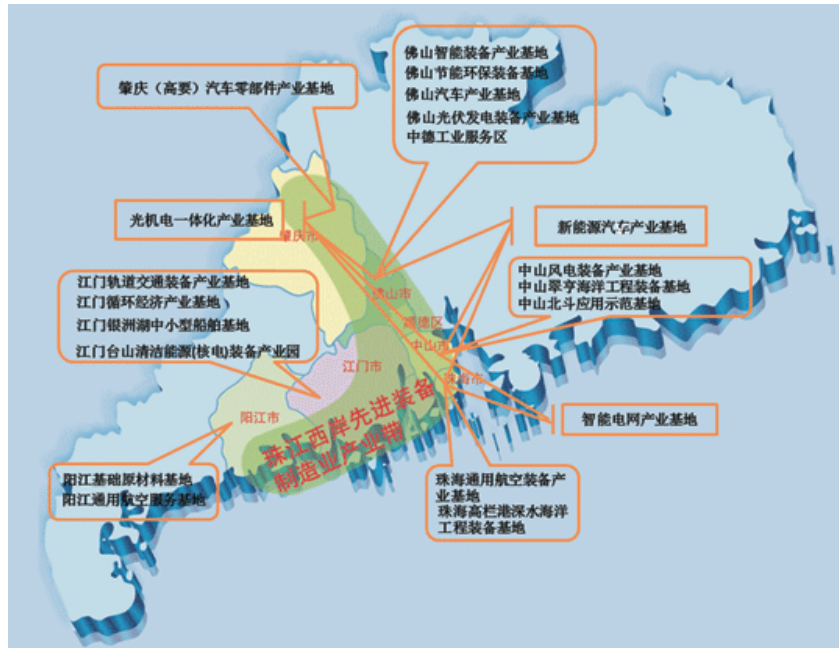 佛山智能装备产业基地
佛山节能环保装备基地
佛山汽车产业基地
佛山光伏发电装备产业基地
中德工业服务区
肇庆（高要）汽车零部件产业基地
光机电一体化产业基地
肇庆市
新能源汽车产业基地
江门轨道交通装备产业基地
江门循环经济产业基地
江门银洲湖中小型船舶基地
江门台山清洁能源(核电)装备产业园
中山风电装备产业基地
中山翠亨海洋工程装备基地
中山北斗应用示范基地
佛山市
顺德区
中山市
江门市
珠海市
阳江市
珠江西岸先进装备
制造业产业带
智能电网产业基地
阳江基础原材料基地
阳江通用航空服务基地
珠海通用航空装备产
业基地
珠海高栏港深水海洋
工程装备基地